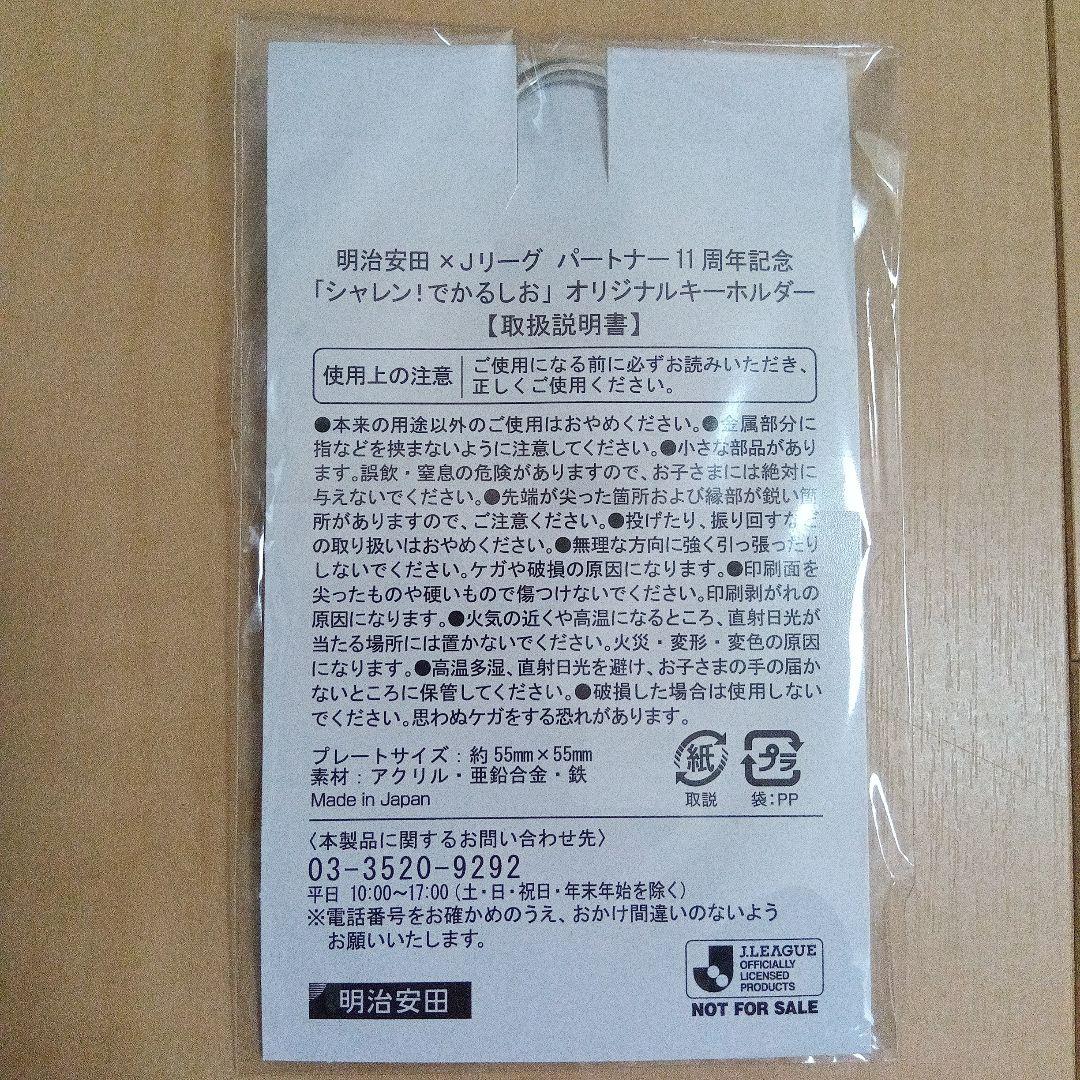 明治安田×Jリーグ パートナー11周年記念
「シャレン!でかるしお」オリジナルキーホルダー
【取扱説明書】
使用上の注意
ご使用になる前に必ずお読みいただき、
正しくご使用ください。
●本来の用途以外のご使用はおやめください。●金属部分に
指などを挟まないように注意してください。●小さな部品があり
ます。誤飲・窒息の危険がありますので、お子さまには絶対に
与えないでください。●先端が尖った箇所および縁部が鋭い箇
所がありますので、ご注意ください。●投げたり、振り回すなど
の取り扱いはおやめください。●無理な方向に強く引っ張ったり
しないでください。ケガや破損の原因になります。●印刷面を
尖ったものや硬いもので傷つけないでください。印刷剥がれの
原因になります。●火気の近くや高温になるところ、直射日光が
当たる場所には置かないでください。火災・変形・変色の原因
になります。●高温多湿、直射日光を避け、お子さまの手の届か
ないところに保管してください。●破損した場合は使用しない
でください。思わぬケガをする恐れがあります。
プレートサイズ:約55mm×55mm
素材:アクリル・亜鉛合金・鉄
Made in Japan
紙
取説
プラ
袋:PP
〈本製品に関するお問い合わせ先〉
03-3520-9292
平日 10:00〜17:00(土・日・祝日・年末年始を除く)
※電話番号をお確かめのうえ、おかけ間違いのないよう
お願いいたします。
明治安田
J.LEAGUE
OFFICIALLY
LICENSED
PRODUCTS
NOT FOR SALE